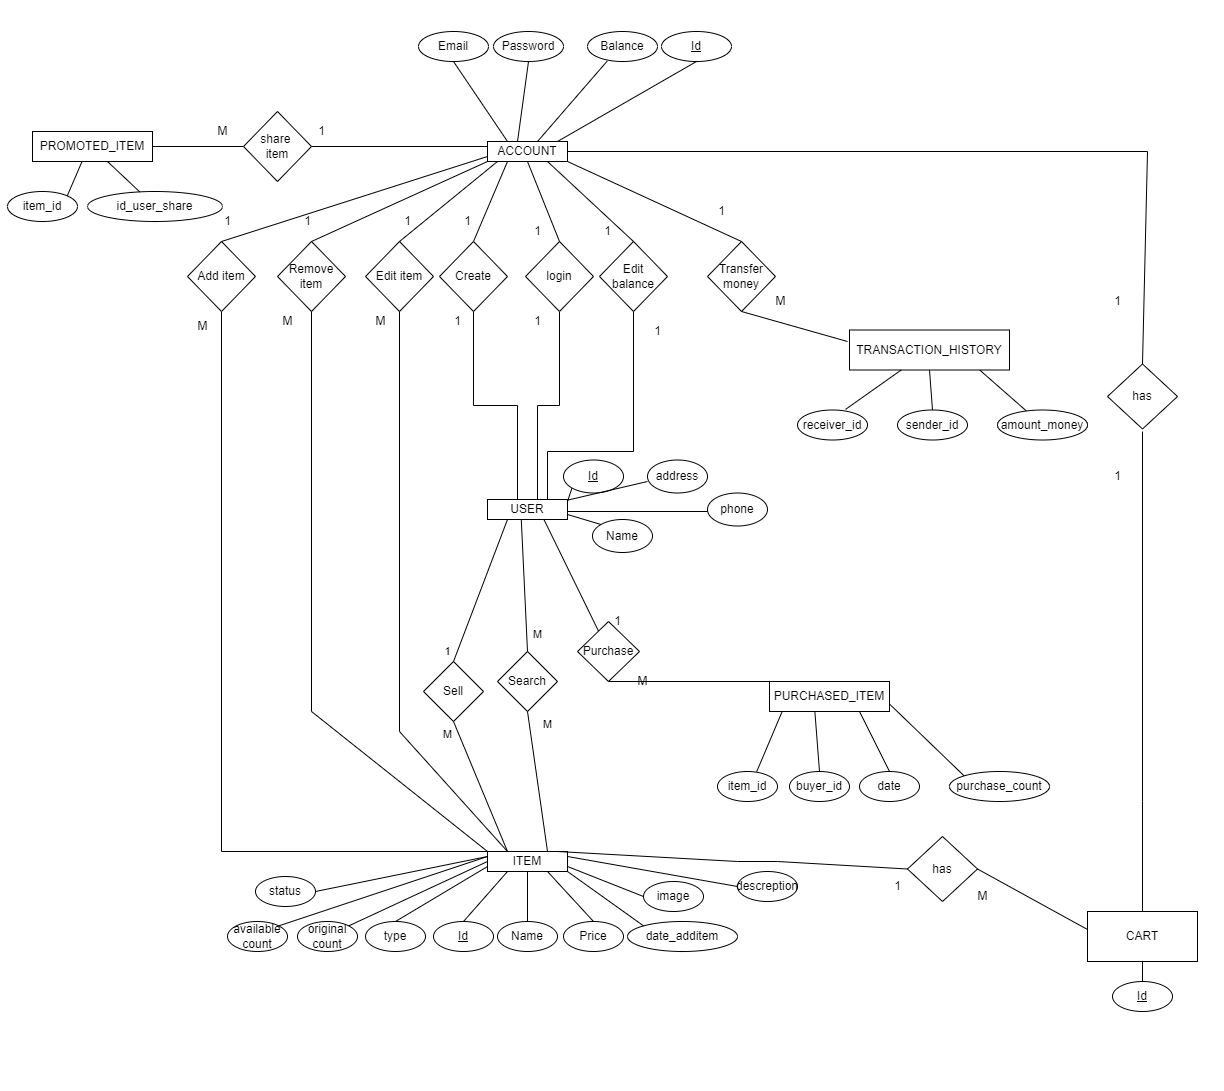 Email
Password
Balance
Id
PROMOTED_ITEM
M
share
item
1
ACCOUNT
item_id
id_user_share
1
1
1
1
1
1
1
Add item
Remove
item
Edit item
Create
login
Edit
balance
Transfer
money
M
M
M
M
1
1
1
1
TRANSACTION_HISTORY
has
receiver_id
sender_id
amount_money
1
Id
address
USER
phone
Name
1
M
1
Sell
Search
Purchase
M
M
M
PURCHASED_ITEM
item_id
buyer_id
date
purchase_count
ITEM
has
1
M
status
image
descreption
available
count
original
count
type
Id
Name
Price
date_additem
CART
Id